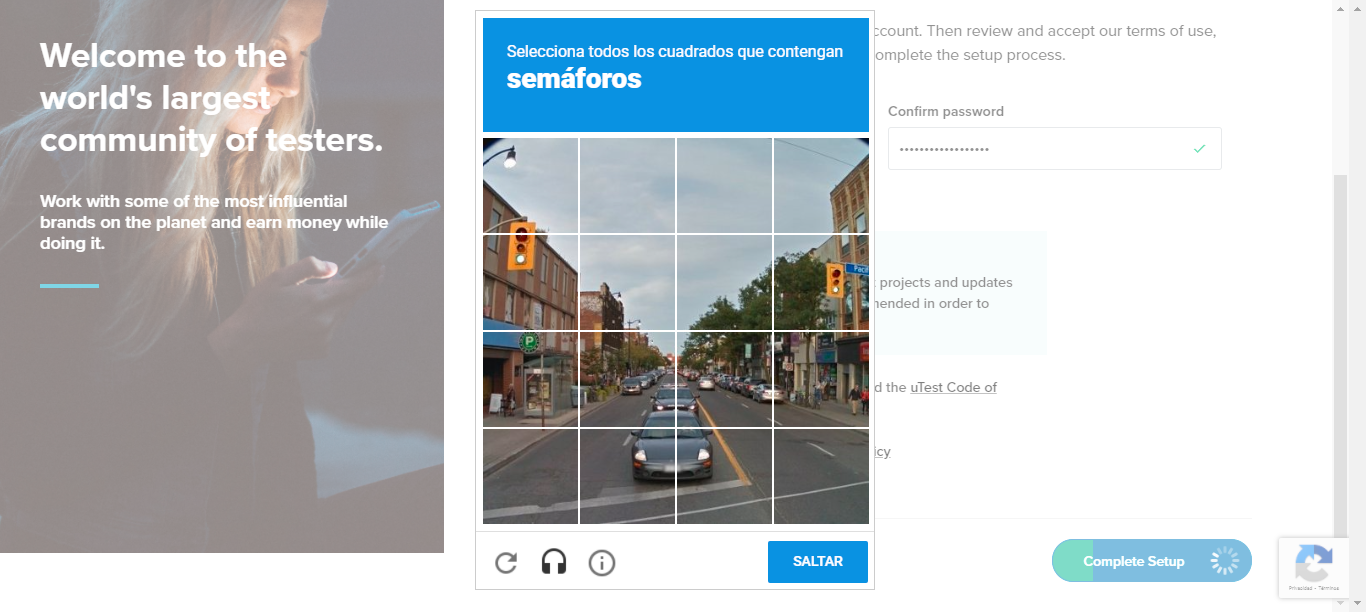 Welcome to the
world's largest
community of testers.
Work with some of the most influential
brands on the planet and earn money while
doing it.
Selecciona todos los cuadrados que contengan
semáforos
P
Pacif
SALTAR
ccount. Then review and accept our terms of use,
omplete the setup process.
Confirm password
projects and updates
nended in order to
d the uTest Code of
icy
Complete Setup
Privacidad - Términos